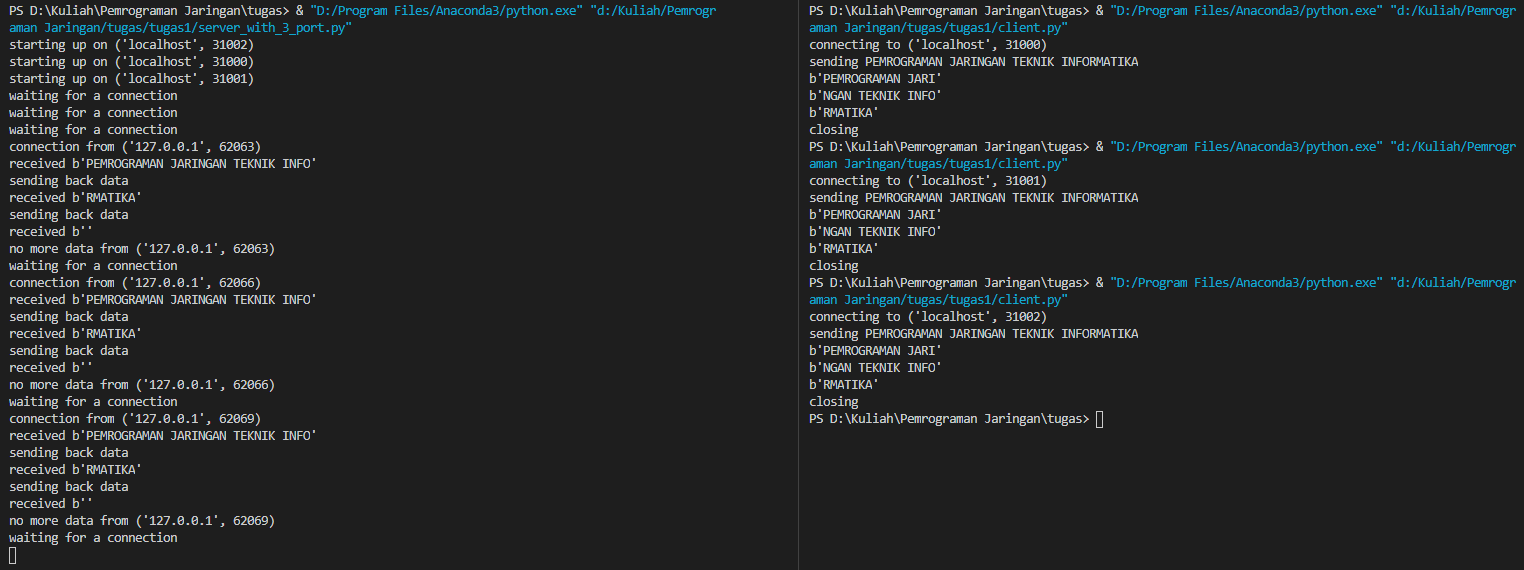 PS D:\Kuliah\Pemrograman Jaringan\tugas> & "D:/Program Files/Anaconda3/python.exe" "d:/Kuliah/Pemrogr
aman Jaringan/tugas/tugas1/server_with_3_port.py"
starting up on ('localhost', 31002)
starting up on ('localhost', 31000)
starting up on ('localhost', 31001)
waiting for a connection
waiting for a connection
waiting for a connection
connection from ('127.0.0.1', 62063)
received b'PEMROGRAMAN JARINGAN TEKNIK INFO'
sending back data
received b'RMATIKA'
sending back data
received b''
no more data from ('127.0.0.1', 62063)
waiting for a connection
connection from ('127.0.0.1', 62066)
received b'PEMROGRAMAN JARINGAN TEKNIK INFO'
sending back data
received b'RMATIKA'
sending back data
received b''
no more data from ('127.0.0.1', 62066)
waiting for a connection
connection from ('127.0.0.1', 62069)
received b'PEMROGRAMAN JARINGAN TEKNIK INFO'
sending back data
received b'RMATIKA'
sending back data
received b''
no more data from ('127.0.0.1', 62069)
waiting for a connection
PS D:\Kuliah\Pemrograman Jaringan\tugas> & "D:/Program Files/Anaconda3/python.exe" "d:/Kuliah/Pemrogr
aman Jaringan/tugas/tugas1/client.py"
connecting to ('localhost', 31000)
sending PEMROGRAMAN JARINGAN TEKNIK INFORMATIKA
b'PEMROGRAMAN JARI'
b'NGAN TEKNIK INFO'
b'RMATIKA'
closing
PS D:\Kuliah\Pemrograman Jaringan\tugas> & "D:/Program Files/Anaconda3/python.exe" "d:/Kuliah/Pemrogr
aman Jaringan/tugas/tugas1/client.py"
connecting to ('localhost', 31001)
sending PEMROGRAMAN JARINGAN TEKNIK INFORMATIKA
b'PEMROGRAMAN JARI'
b'NGAN TEKNIK INFO'
b'RMATIKA'
closing
PS D:\Kuliah\Pemrograman Jaringan\tugas> & "D:/Program Files/Anaconda3/python.exe" "d:/Kuliah/Pemrogr
aman Jaringan/tugas/tugas1/client.py"
connecting to ('localhost', 31002)
sending PEMROGRAMAN JARINGAN TEKNIK INFORMATIKA
b'PEMROGRAMAN JARI'
b'NGAN TEKNIK INFO'
b'RMATIKA'
closing
PS D:\Kuliah\Pemrograman Jaringan\tugas>